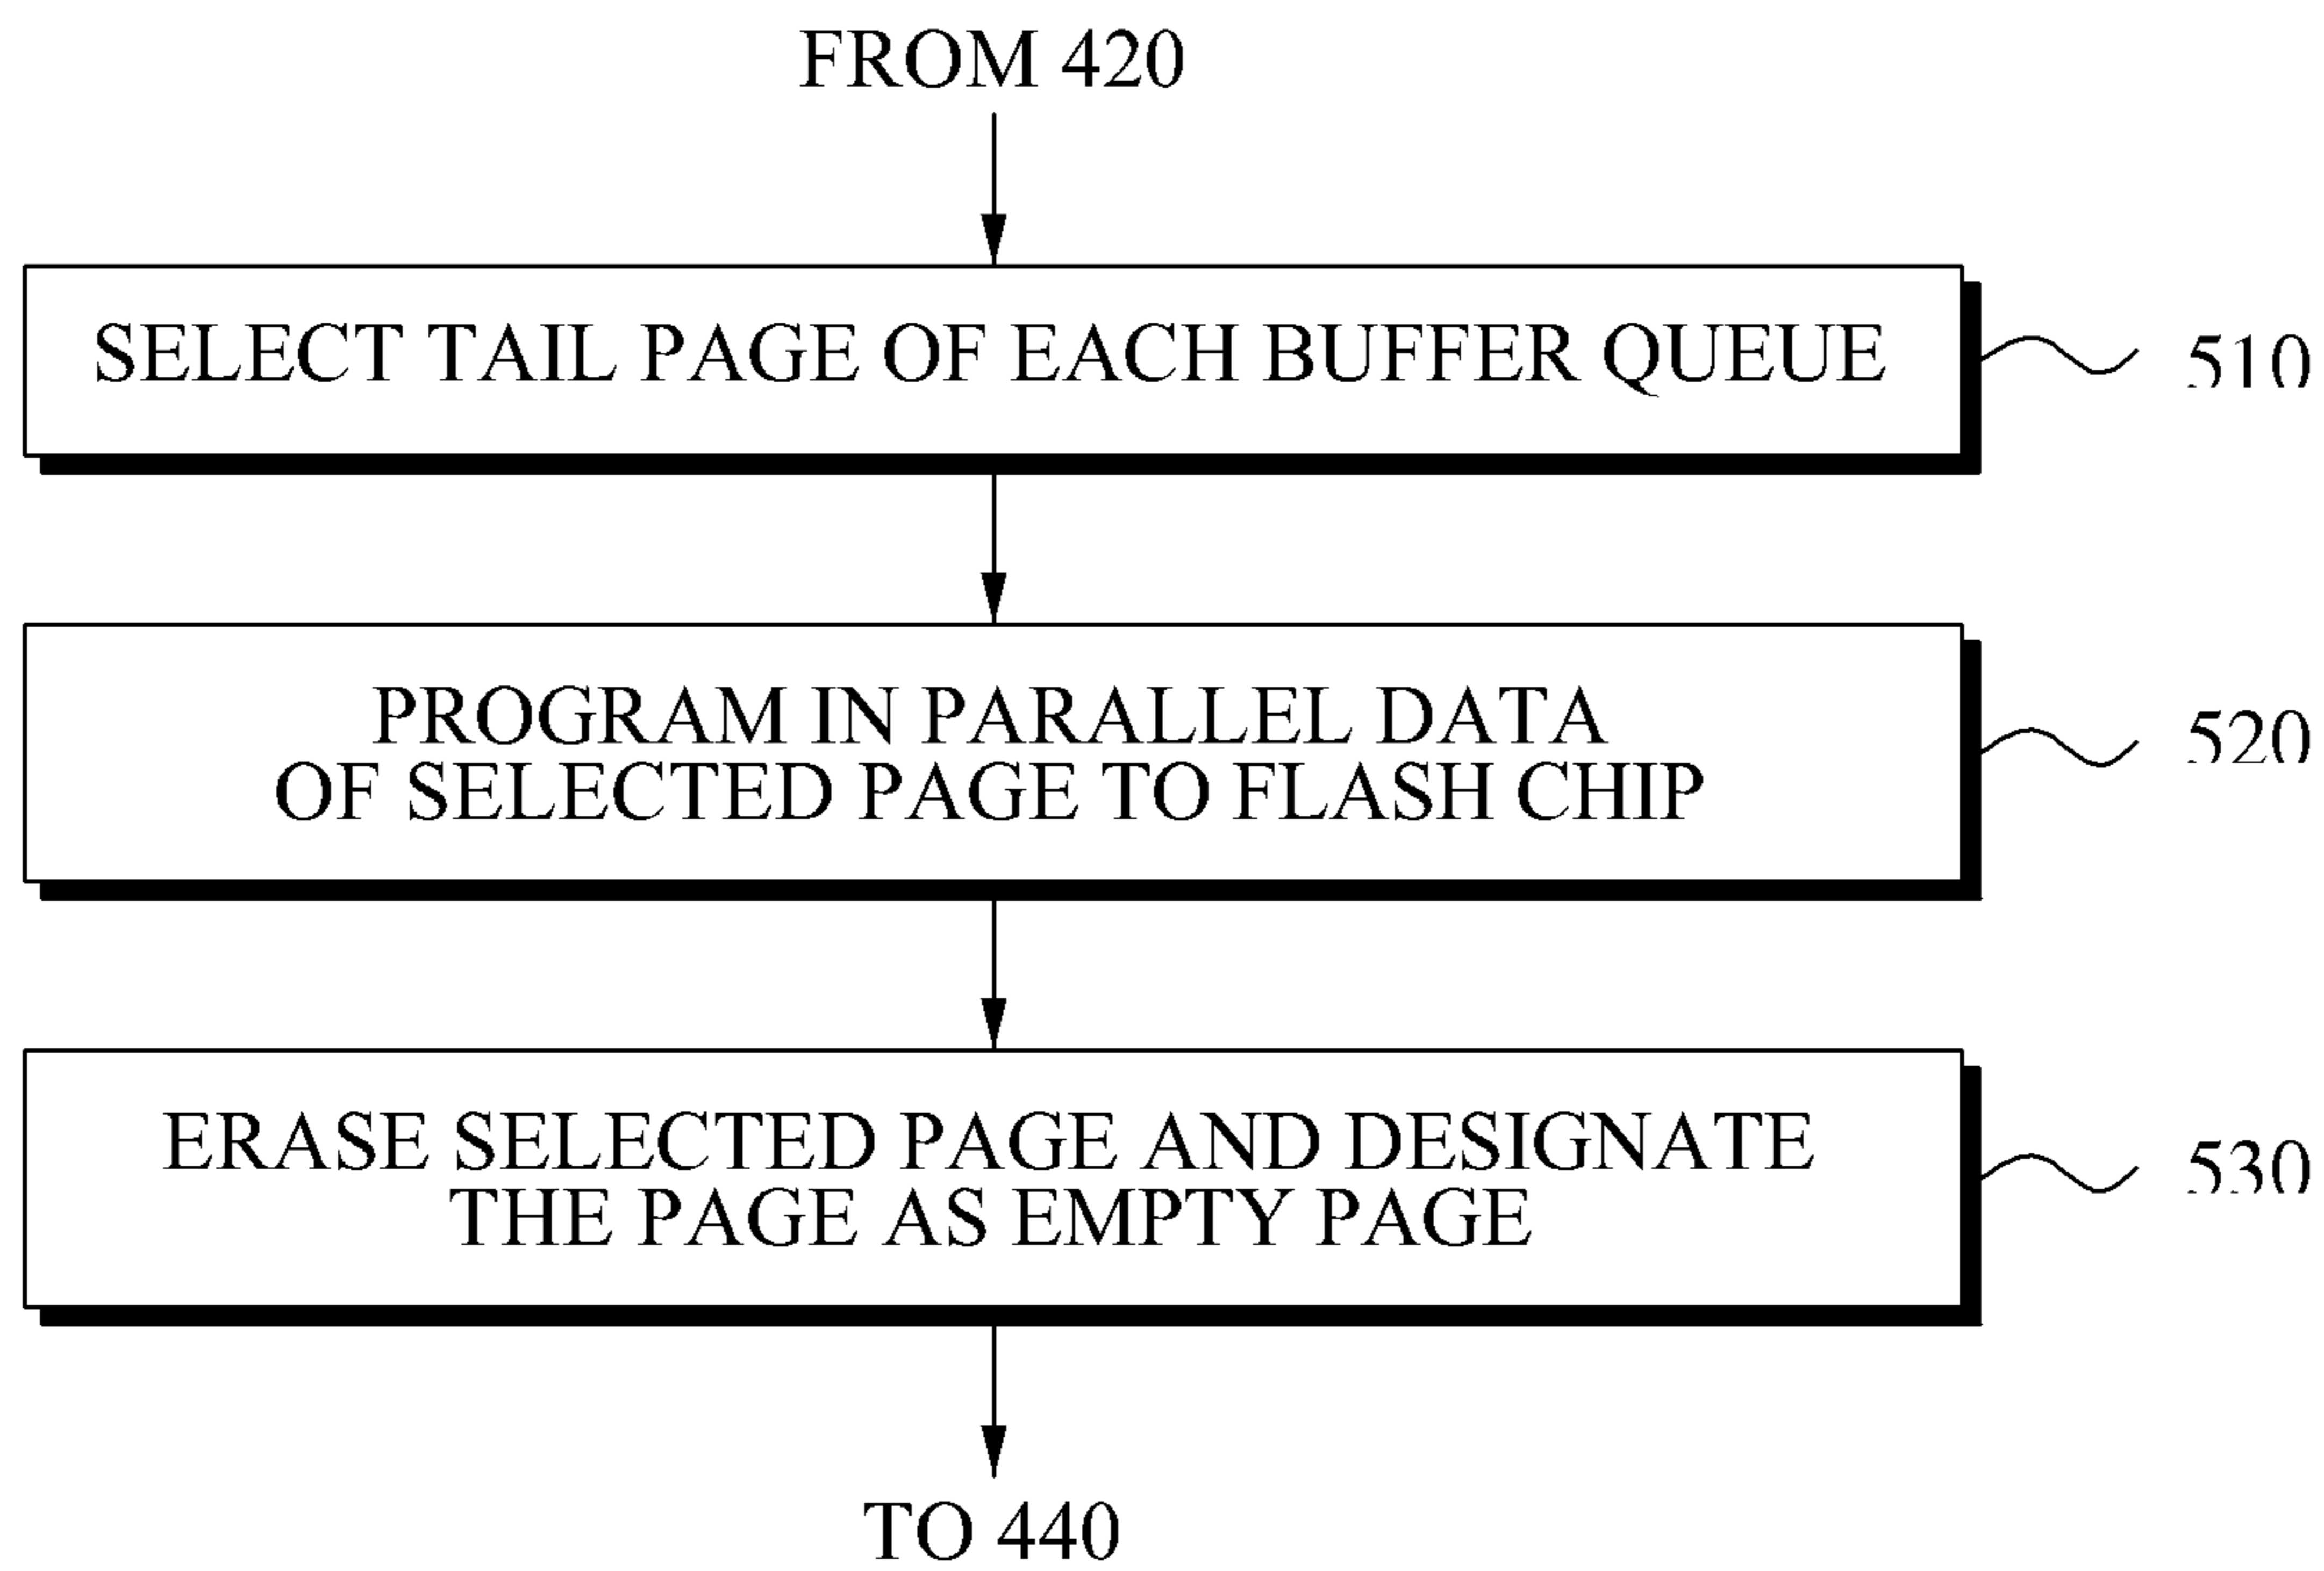 FROM 420
SELECT TAIL PAGE OF EACH BUFFER QUEUE
510
PROGRAM IN PARALLEL DATA
OF SELECTED PAGE TO FLASH CHIP
520
ERASE SELECTED PAGE AND DESIGNATE
THE PAGE AS EMPTY PAGE
530
TO 440